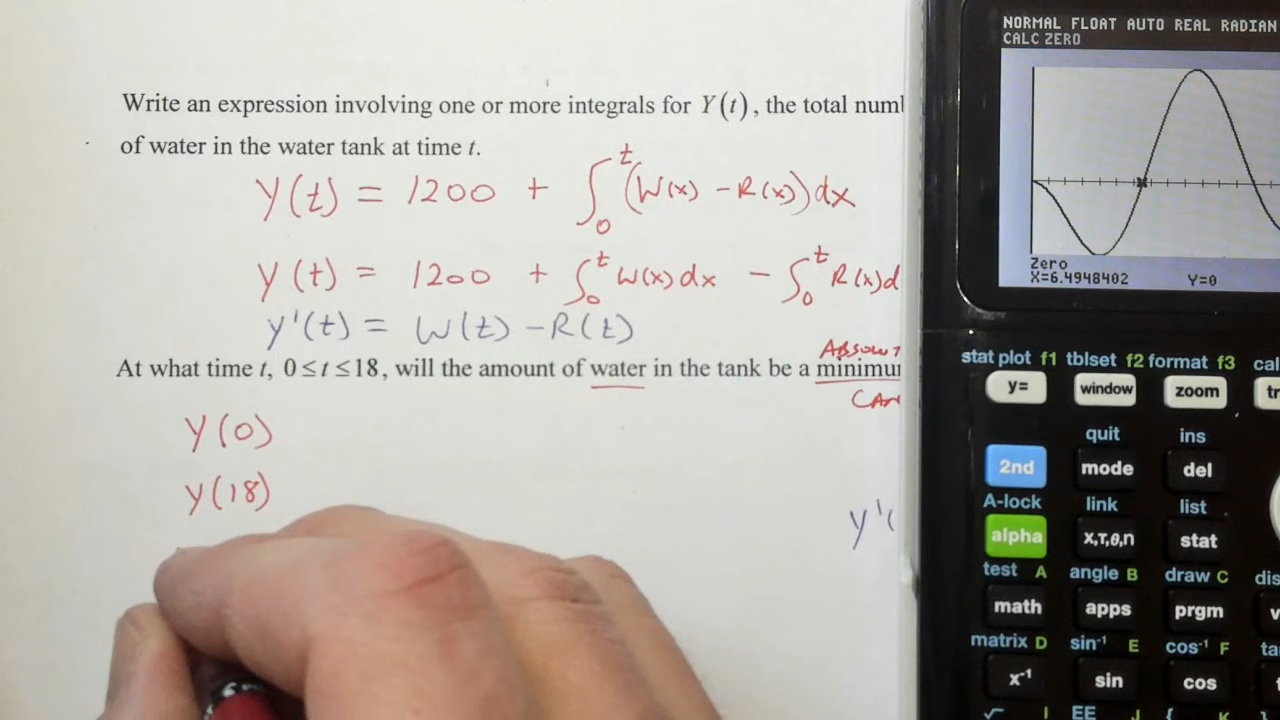 Write an expression involving one or more integrals for Y(t), the total
of water in the water tank at time t.
Y(t) = 1200 + ∫₀ᵗ (W(x) - R(x)) dx
Y(t) = 1200 + ∫₀ᵗ W(x) dx - ∫₀ᵗ R(x)
y'(t) = W(t) - R(t)
At what time t, 0 ≤ t ≤ 18, will the amount of water in the tank be a
Y(0)
Y(18)
y'(
NORMAL FLOAT AUTO REAL RADIAN
CALC ZERO
Zero
X=6.4948402 Y=0
stat plot f1 tblset f2 format f3
y= window zoom
quit ins
2nd mode del
A-lock link list
alpha X,T,θ,n stat
test A angle B draw C
math apps prgm
matrix D sin⁻¹ E cos⁻¹ F
x⁻¹ sin cos
EE